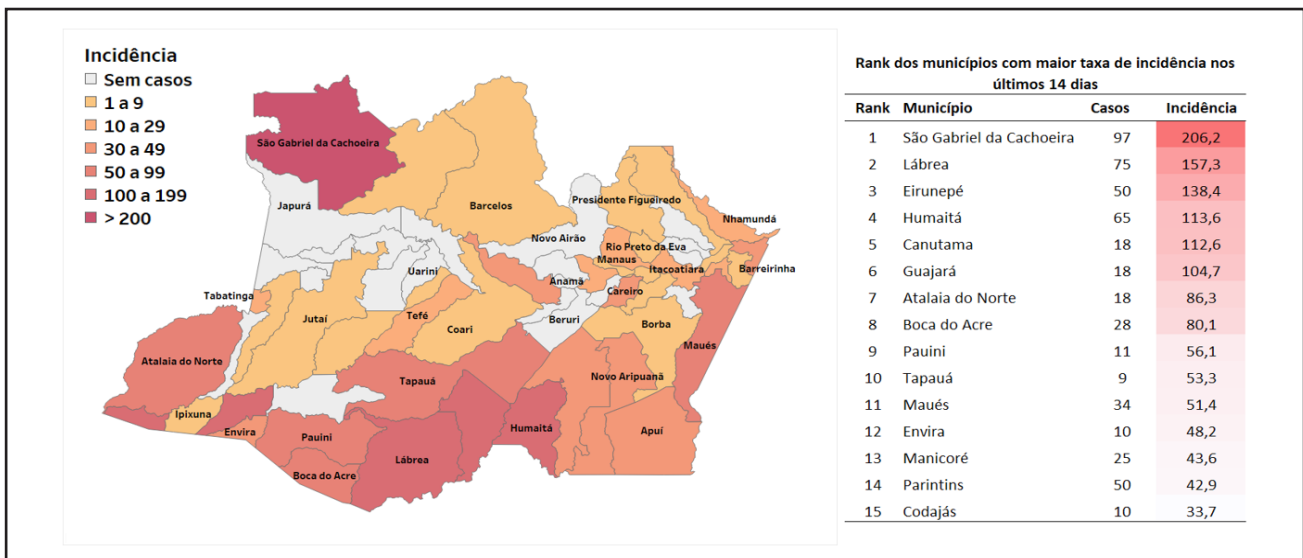 Incidência
Sem casos
1 a 9
10 a 29
30 a 49
50 a 99
100 a 199
> 200
São Gabriel da Cachoeira
Japurá
Barcelos
Presidente Figueiredo
Nhamundá
Novo Airão
Rio Preto da Eva
Manaus
Uarini
Itacoatiara
Barreirinha
Anamã
Careiro
Tabatinga
Jutaí
Tefé
Coari
Beruri
Borba
Maués
Atalaia do Norte
Tapauá
Novo Aripuanã
Ipixuna
Envira
Pauini
Humaitá
Apuí
Lábrea
Boca do Acre
Rank dos municípios com maior taxa de incidência nos
últimos 14 dias
Rank Município Casos Incidência
1 São Gabriel da Cachoeira 97 206,2
2 Lábrea 75 157,3
3 Eirunepé 50 138,4
4 Humaitá 65 113,6
5 Canutama 18 112,6
6 Guajará 18 104,7
7 Atalaia do Norte 18 86,3
8 Boca do Acre 28 80,1
9 Pauini 11 56,1
10 Tapauá 9 53,3
11 Maués 34 51,4
12 Envira 10 48,2
13 Manicoré 25 43,6
14 Parintins 50 42,9
15 Codajás 10 33,7